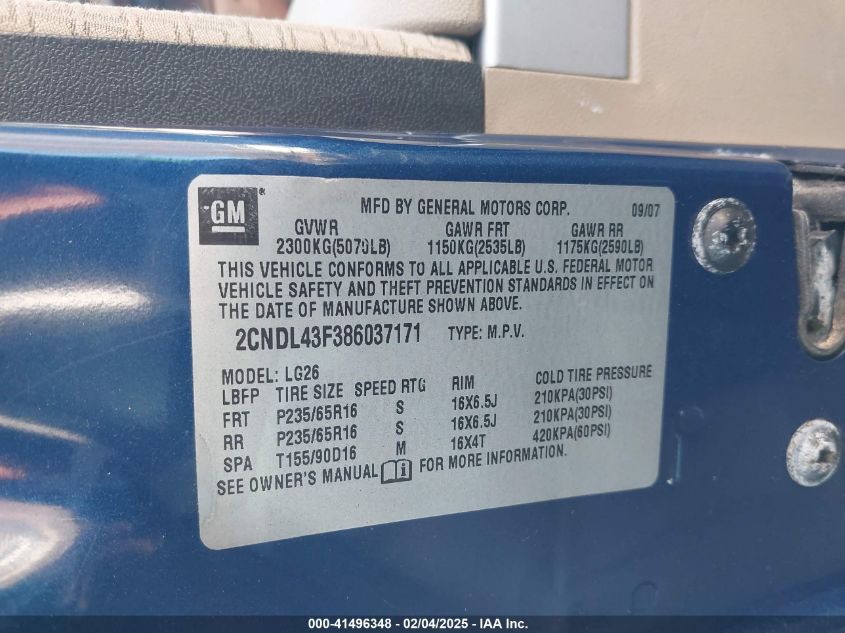 GM®
MFD BY GENERAL MOTORS CORP. 09/07
GVWR GAWR FRT GAWR RR
2300KG(5070LB) 1150KG(2535LB) 1175KG(2590LB)
THIS VEHICLE CONFORMS TO ALL APPLICABLE U.S. FEDERAL MOTOR
VEHICLE SAFETY AND THEFT PREVENTION STANDARDS IN EFFECT ON
THE DATE OF MANUFACTURE SHOWN ABOVE.
2CNDL43F386037171 TYPE: M.P.V.
MODEL: LG26
LBFP TIRE SIZE SPEED RTG RIM COLD TIRE PRESSURE
FRT P235/65R16 S 16X6.5J 210KPA(30PSI)
RR P235/65R16 S 16X6.5J 210KPA(30PSI)
SPA T155/90D16 M 16X4T 420KPA(60PSI)
SEE OWNER'S MANUAL i FOR MORE INFORMATION.
000-41496348 - 02/04/2025 - IAA Inc.